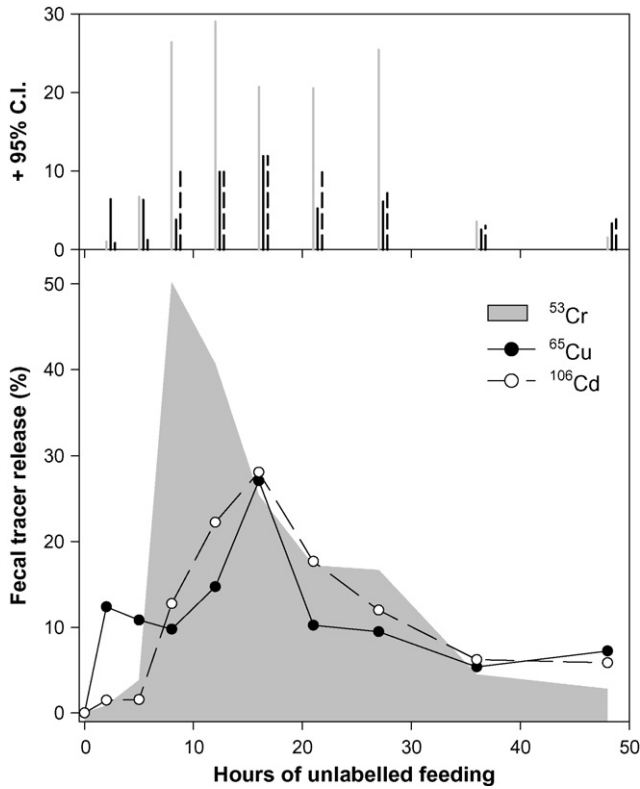 30
20
10
0
+ 95% C.I.
50
40
30
20
10
0
Fecal tracer release (%)
53Cr
65Cu
106Cd
0 10 20 30 40 50
Hours of unlabelled feeding